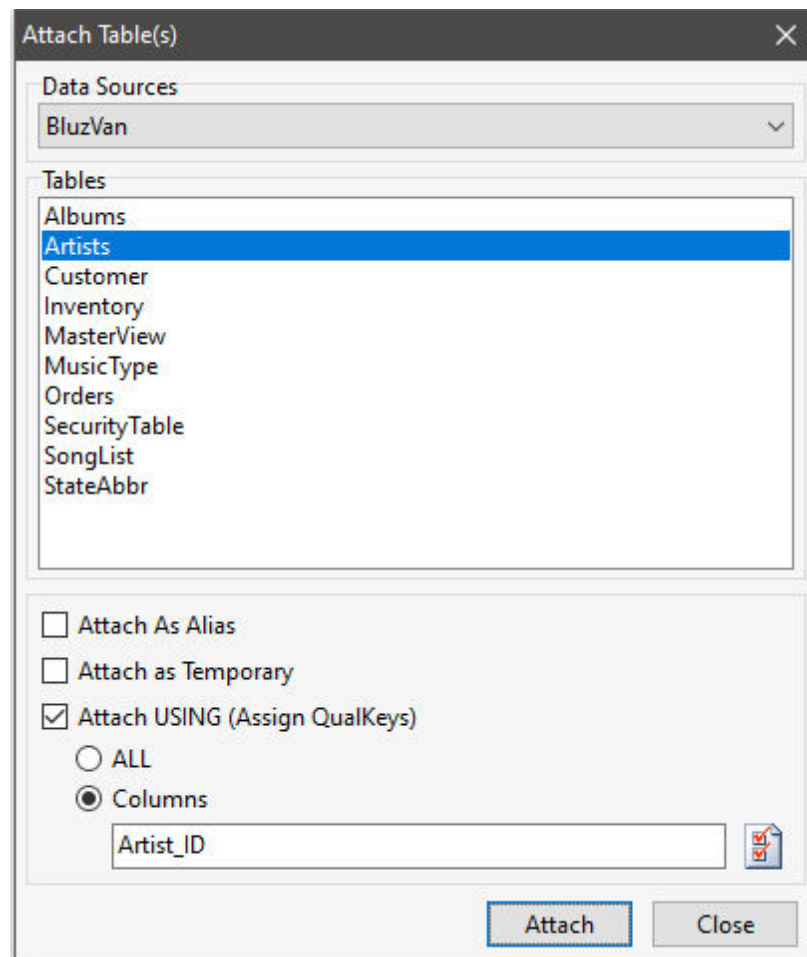 Attach Table(s)
Data Sources
BluzVan
Tables
Albums
Artists
Customer
Inventory
MasterView
MusicType
Orders
SecurityTable
SongList
StateAbbr
Attach As Alias
Attach as Temporary
Attach USING (Assign QualKeys)
ALL
Columns
Artist_ID
Attach Close